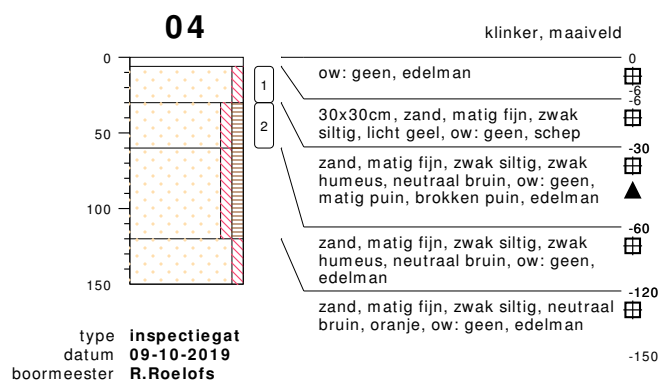 04
klinker, maaiveld
0
50
100
150
1
2
0
ow: geen, edelman
-6
-6
30x30cm, zand, matig fijn, zwak
siltig, licht geel, ow: geen, schep
-30
zand, matig fijn, zwak siltig, zwak
humeus, neutraal bruin, ow: geen,
matig puin, brokken puin, edelman
-60
zand, matig fijn, zwak siltig, zwak
humeus, neutraal bruin, ow: geen,
edelman
-120
zand, matig fijn, zwak siltig, neutraal
bruin, oranje, ow: geen, edelman
-150
type inspectiegat
datum 09-10-2019
boormeester R.Roelofs